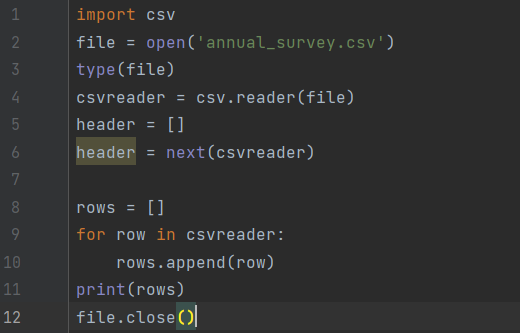 1 import csv
2 file = open('annual_survey.csv')
3 type(file)
4 csvreader = csv.reader(file)
5 header = []
6 header = next(csvreader)
7
8 rows = []
9 for row in csvreader:
10     rows.append(row)
11 print(rows)
12 file.close()